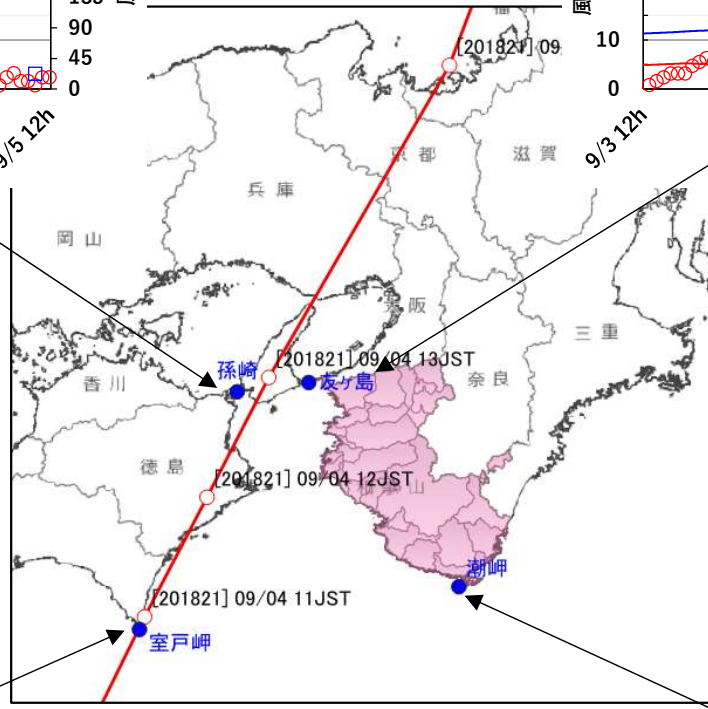 90
45
0
9/5 12h
10
0
9/3 12h
[201821] 09
京都
滋賀
兵庫
岡山
大阪
三重
[201821] 09/04 13JST
孫崎
友ヶ島
香川
奈良
徳島
[201821] 09/04 12JST
潮岬
[201821] 09/04 11JST
室戸岬